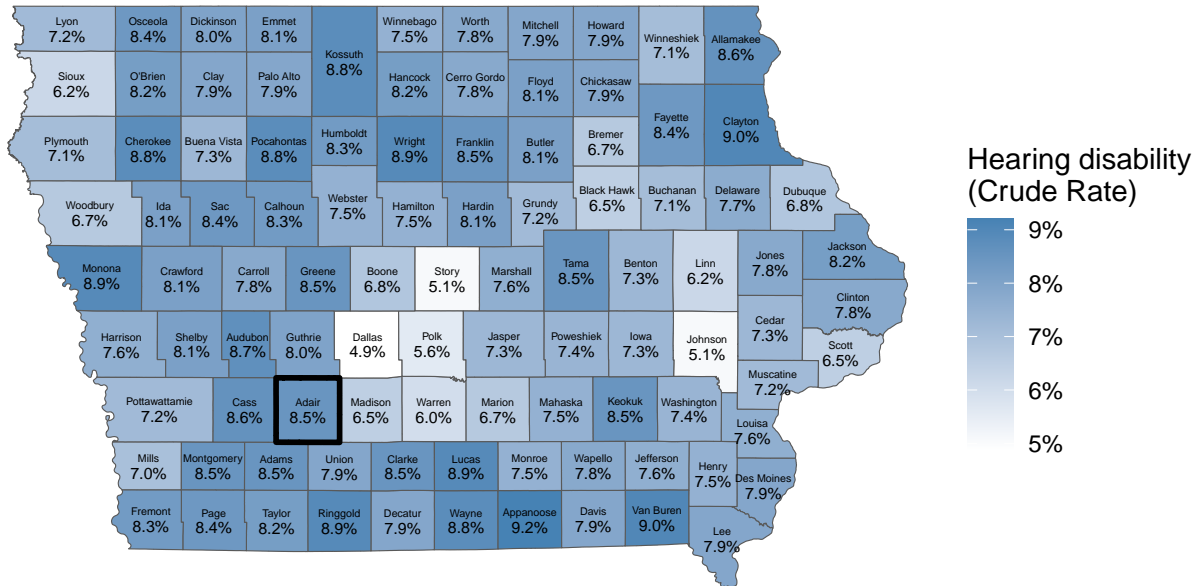 Lyon
7.2%
Osceola
8.4%
Dickinson
8.0%
Emmet
8.1%
Kossuth
8.8%
Winnebago
7.5%
Worth
7.8%
Mitchell
7.9%
Howard
7.9%
Winneshiek
7.1%
Allamakee
8.6%
Sioux
6.2%
O'Brien
8.2%
Clay
7.9%
Palo Alto
7.9%
Hancock
8.2%
Cerro Gordo
7.8%
Floyd
8.1%
Chickasaw
7.9%
Fayette
8.4%
Clayton
9.0%
Plymouth
7.1%
Cherokee
8.8%
Buena Vista
7.3%
Pocahontas
8.8%
Humboldt
8.3%
Wright
8.9%
Franklin
8.5%
Butler
8.1%
Bremer
6.7%
Woodbury
6.7%
Ida
8.1%
Sac
8.4%
Calhoun
8.3%
Webster
7.5%
Hamilton
7.5%
Hardin
8.1%
Grundy
7.2%
Black Hawk
6.5%
Buchanan
7.1%
Delaware
7.7%
Dubuque
6.8%
Monona
8.9%
Crawford
8.1%
Carroll
7.8%
Greene
8.5%
Boone
6.8%
Story
5.1%
Marshall
7.6%
Tama
8.5%
Benton
7.3%
Linn
6.2%
Jones
7.8%
Jackson
8.2%
Clinton
7.8%
Harrison
7.6%
Shelby
8.1%
Audubon
8.7%
Guthrie
8.0%
Dallas
4.9%
Polk
5.6%
Jasper
7.3%
Poweshiek
7.4%
Iowa
7.3%
Johnson
5.1%
Cedar
7.3%
Scott
6.5%
Muscatine
7.2%
Pottawattamie
7.2%
Cass
8.6%
Adair
8.5%
Madison
6.5%
Warren
6.0%
Marion
6.7%
Mahaska
7.5%
Keokuk
8.5%
Washington
7.4%
Louisa
7.6%
Mills
7.0%
Montgomery
8.5%
Adams
8.5%
Union
7.9%
Clarke
8.5%
Lucas
8.9%
Monroe
7.5%
Wapello
7.8%
Jefferson
7.6%
Henry
7.5%
Des Moines
7.9%
Fremont
8.3%
Page
8.4%
Taylor
8.2%
Ringgold
8.9%
Decatur
7.9%
Wayne
8.8%
Appanoose
9.2%
Davis
7.9%
Van Buren
9.0%
Lee
7.9%
Hearing disability
(Crude Rate)
9%
8%
7%
6%
5%